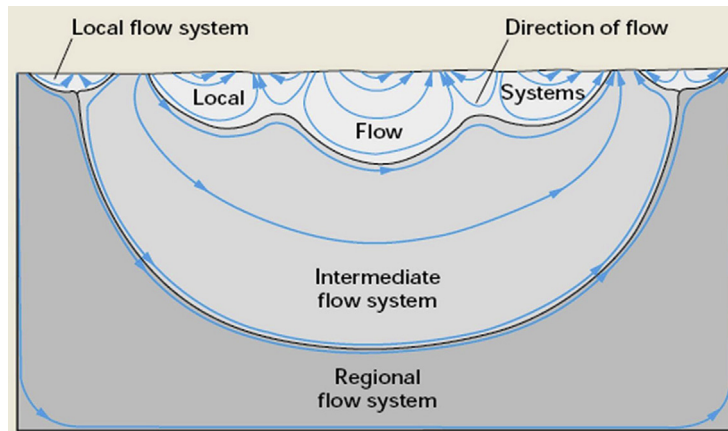 Local flow system
Direction of flow
Local
Systems
Flow
Intermediate
flow system
Regional
flow system